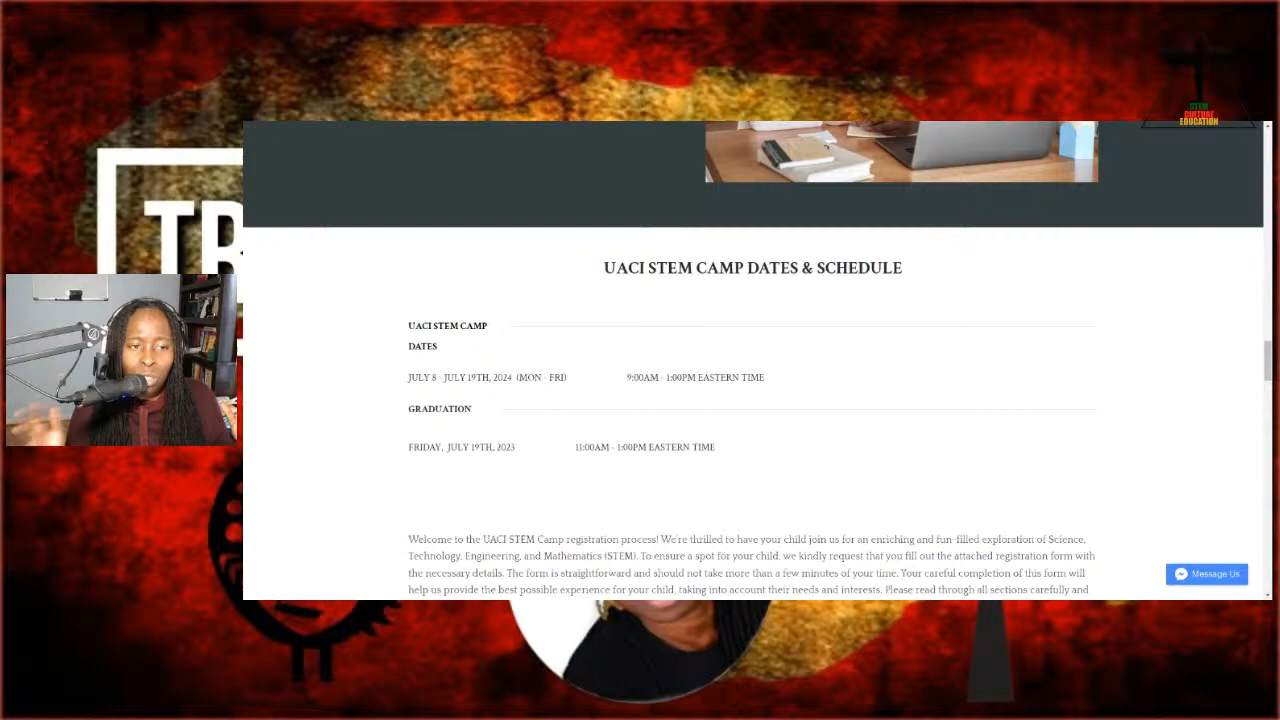 STEM
CULTURE
EDUCATION
TR
UACI STEM CAMP DATES & SCHEDULE
UACI STEM CAMP
DATES
JULY 8 - JULY 19TH, 2024 (MON - FRI) 9:00AM - 1:00PM EASTERN TIME
GRADUATION
FRIDAY, JULY 19TH, 2023 11:00AM - 1:00PM EASTERN TIME
Welcome to the UACI STEM Camp registration process! We're thrilled to have your child join us for an enriching and fun-filled exploration of Science,
Technology, Engineering, and Mathematics (STEM). To ensure a spot for your child, we kindly request that you fill out the attached registration form with
the necessary details. The form is straightforward and should not take more than a few minutes of your time. Your careful completion of this form will
help us provide the best possible experience for your child, taking into account their needs and interests. Please read through all sections carefully and
Message Us